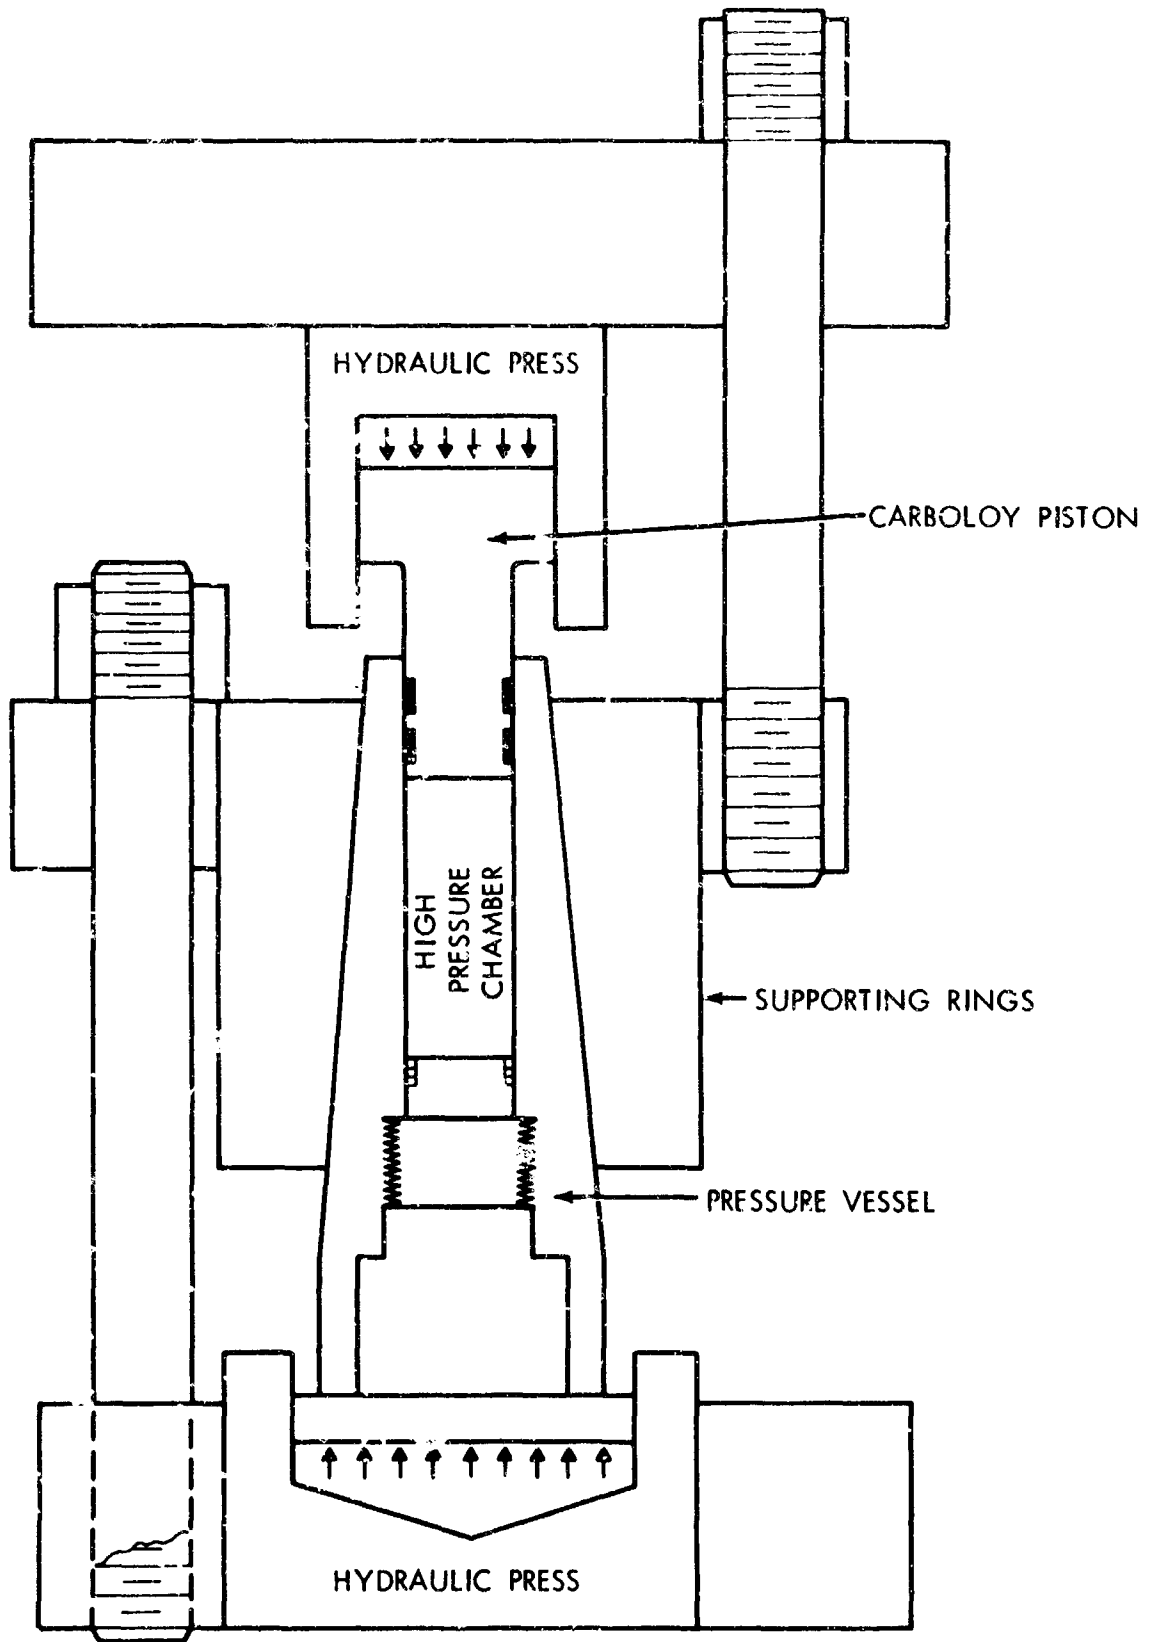 HYDRAULIC PRESS
CARBOLOY PISTON
HIGH
PRESSURE
CHAMBER
SUPPORTING RINGS
PRESSURE VESSEL
HYDRAULIC PRESS